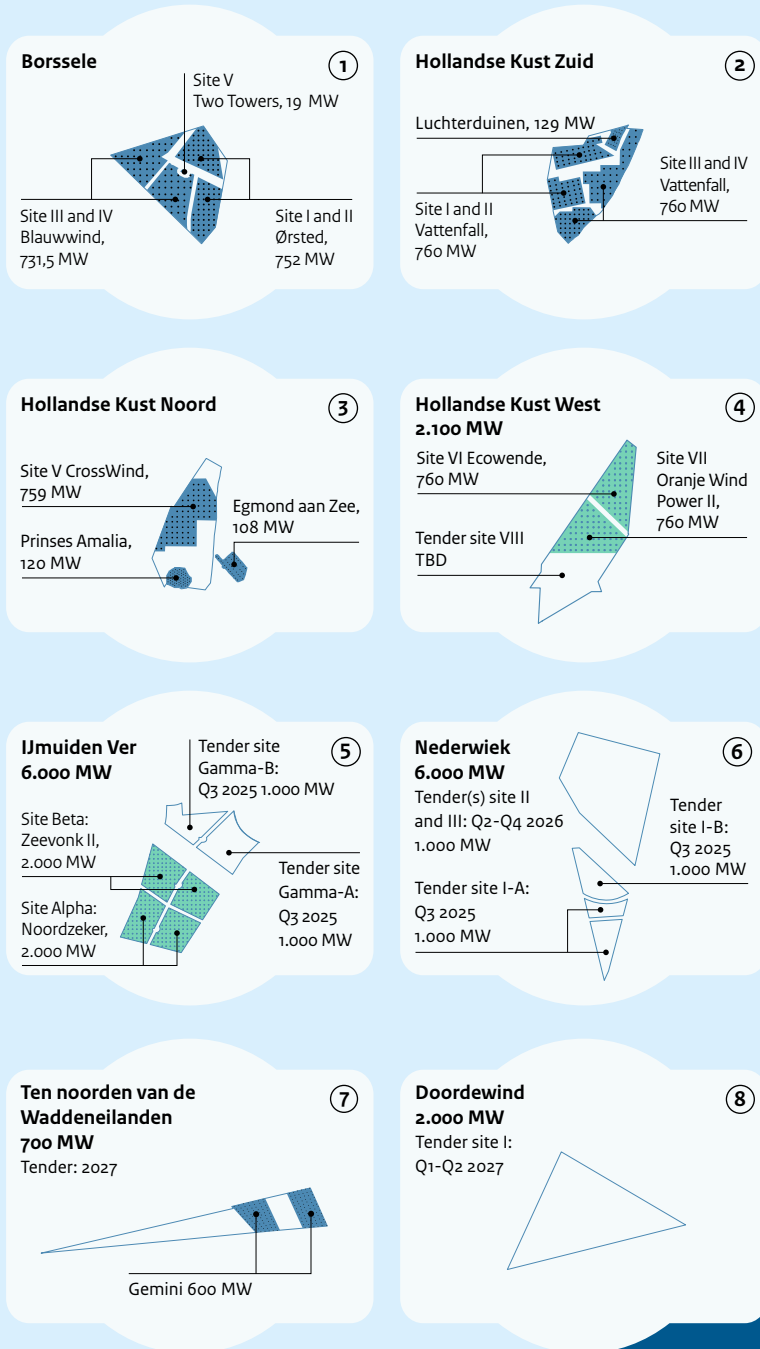 Borssele
1
Site V
Two Towers, 19 MW
Site III and IV
Blauwwind,
731,5 MW
Site I and II
Ørsted,
752 MW
Hollandse Kust Zuid
2
Luchterduinen, 129 MW
Site III and IV
Vattenfall,
760 MW
Site I and II
Vattenfall,
760 MW
Hollandse Kust Noord
3
Site V CrossWind,
759 MW
Egmond aan Zee,
108 MW
Prinses Amalia,
120 MW
Hollandse Kust West
2.100 MW
4
Site VI Ecowende,
760 MW
Site VII
Oranje Wind
Power II,
760 MW
Tender site VIII
TBD
IJmuiden Ver
6.000 MW
5
Tender site
Gamma-B:
Q3 2025 1.000 MW
Site Beta:
Zeevonk II,
2.000 MW
Tender site
Gamma-A:
Q3 2025
1.000 MW
Site Alpha:
Noordzeker,
2.000 MW
Nederwiek
6.000 MW
6
Tender(s) site II
and III: Q2-Q4 2026
1.000 MW
Tender
site I-B:
Q3 2025
1.000 MW
Tender site I-A:
Q3 2025
1.000 MW
Ten noorden van de
Waddeneilanden
700 MW
7
Tender: 2027
Gemini 600 MW
Doordewind
2.000 MW
8
Tender site I:
Q1-Q2 2027